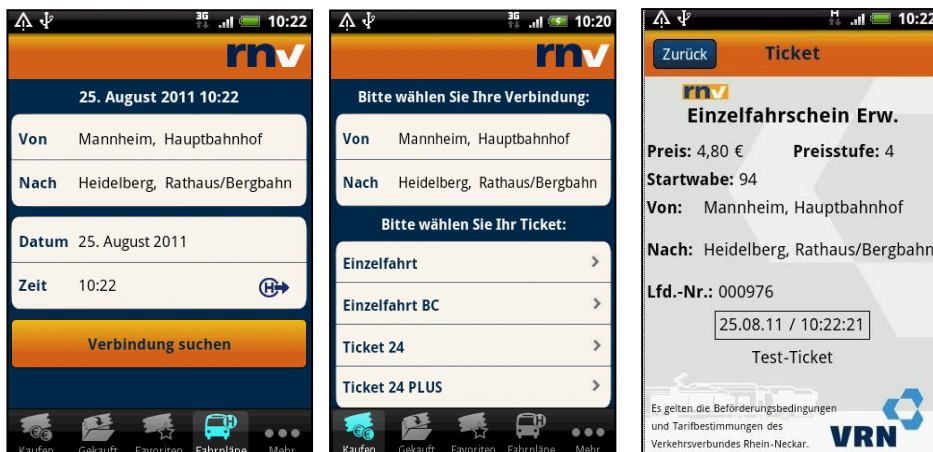 3G 10:22
rnv
25. August 2011 10:22
Von Mannheim, Hauptbahnhof
Nach Heidelberg, Rathaus/Bergbahn
Datum 25. August 2011
Zeit 10:22 H
Verbindung suchen
Kaufen Gekauft Favoriten Fahrpläne Mehr
3G 10:20
rnv
Bitte wählen Sie Ihre Verbindung:
Von Mannheim, Hauptbahnhof
Nach Heidelberg, Rathaus/Bergbahn
Bitte wählen Sie Ihr Ticket:
Einzelfahrt
Einzelfahrt BC
Ticket 24
Ticket 24 PLUS
Kaufen Gekauft Favoriten Fahrpläne Mehr
H 10:22
Zurück Ticket
rnv
Einzelfahrschein Erw.
Preis: 4,80 € Preisstufe: 4
Startwabe: 94
Von: Mannheim, Hauptbahnhof
Nach: Heidelberg, Rathaus/Bergbahn
Lfd.-Nr.: 000976
25.08.11 / 10:22:21
Test-Ticket
Es gelten die Beförderungsbedingungen
und Tarifbestimmungen des
Verkehrsverbundes Rhein-Neckar.
VRN